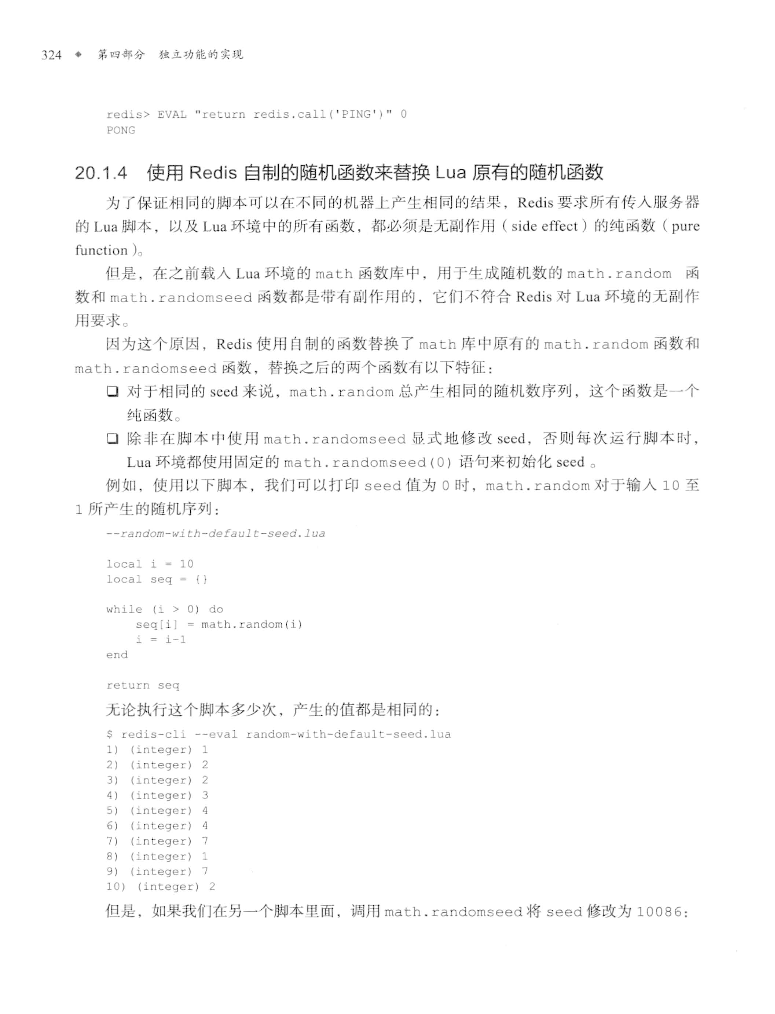 324 ◆ 第四部分 独立功能的实现
redis> EVAL "return redis.call('PING')" 0
PONG
20.1.4 使用 Redis 自制的随机函数来替换 Lua 原有的随机函数
为了保证相同的脚本可以在不同的机器上产生相同的结果，Redis 要求所有传入服务器
的 Lua 脚本，以及 Lua 环境中的所有函数，都必须是无副作用（side effect）的纯函数（pure
function）。
但是，在之前载入 Lua 环境的 math 函数库中，用于生成随机数的 math.random 函
数和 math.randomseed 函数都是带有副作用的，它们不符合 Redis 对 Lua 环境的无副作
用要求。
因为这个原因，Redis 使用自制的函数替换了 math 库中原有的 math.random 函数和
math.randomseed 函数，替换之后的两个函数有以下特征：
❑ 对于相同的 seed 来说，math.random 总产生相同的随机数序列，这个函数是一个
纯函数。
❑ 除非在脚本中使用 math.randomseed 显式地修改 seed，否则每次运行脚本时，
Lua 环境都使用固定的 math.randomseed(0) 语句来初始化 seed 。
例如，使用以下脚本，我们可以打印 seed 值为 0 时，math.random 对于输入 10 至
1 所产生的随机序列：
--random-with-default-seed.lua
local i = 10
local seq = {}
while (i > 0) do
seq[i] = math.random(i)
i = i-1
end
return seq
无论执行这个脚本多少次，产生的值都是相同的：
$ redis-cli --eval random-with-default-seed.lua
1) (integer) 1
2) (integer) 2
3) (integer) 2
4) (integer) 3
5) (integer) 4
6) (integer) 4
7) (integer) 7
8) (integer) 1
9) (integer) 7
10) (integer) 2
但是，如果我们在另一个脚本里面，调用 math.randomseed 将 seed 修改为 10086：